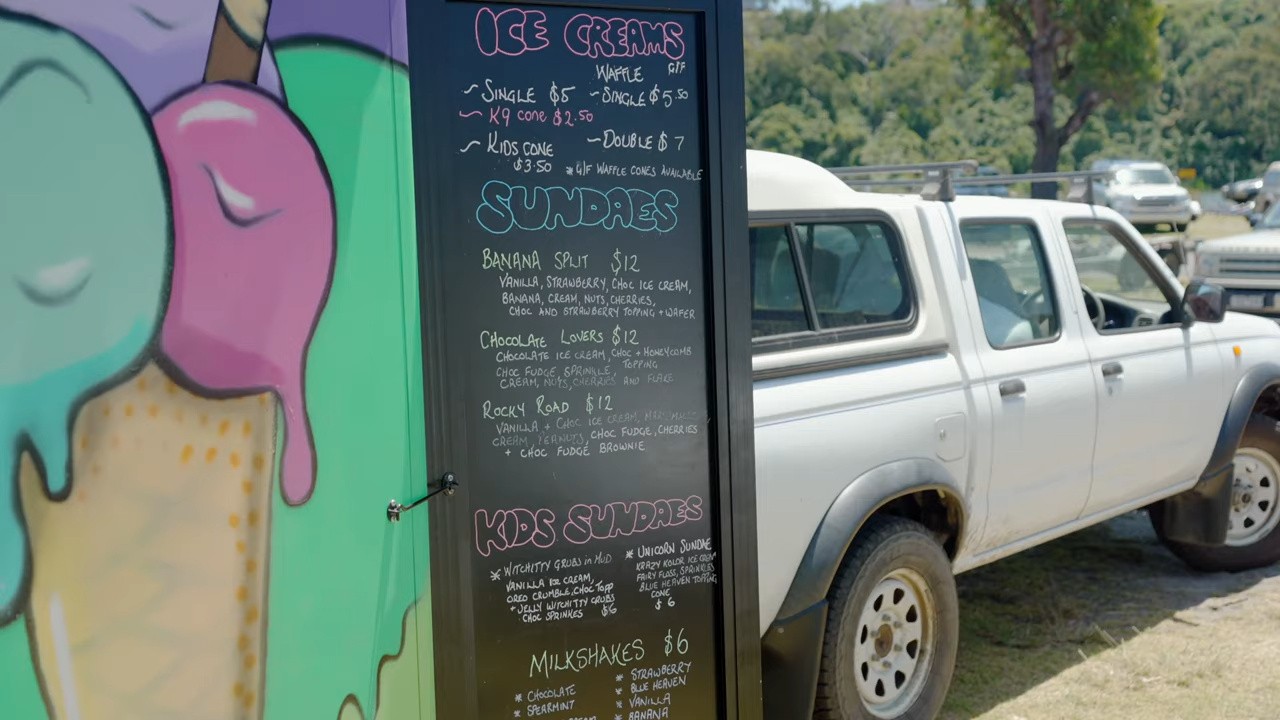 ICE CREAMS
WAFFLE G/F
~ SINGLE $5 ~ SINGLE $5.50
~ K9 CONE $2.50
~ KIDS CONE ~ DOUBLE $7
$3.50 * G/F WAFFLE CONES AVAILABLE
SUNDAES
BANANA SPLIT $12
VANILLA, STRAWBERRY, CHOC ICE CREAM,
BANANA, CREAM, NUTS, CHERRIES,
CHOC AND STRAWBERRY TOPPING + WAFER
CHOCOLATE LOVERS $12
CHOCOLATE ICE CREAM, CHOC + HONEYCOMB
CHOC FUDGE, SPRINKLE, TOPPING
CREAM, NUTS, CHERRIES AND FLAKE
ROCKY ROAD $12
VANILLA + CHOC ICE CREAM,
CREAM, PEANUTS, CHOC FUDGE, CHERRIES
+ CHOC FUDGE BROWNIE
KIDS SUNDAES
* WITCHITTY GRUBS IN MUD
VANILLA ICE CREAM,
OREO CRUMBLE, CHOC TOPP
+ JELLY WITCHITTY GRUBS
CHOC SPRINKES $6
* UNICORN SUNDAE
KRAZY KOLOR ICE CREAM
FAIRY FLOSS, SPRINKLES
BLUE HEAVEN TOPPING
CONE
$6
MILKSHAKES $6
* CHOCOLATE
* SPEARMINT
* STRAWBERRY
* BLUE HEAVEN
* VANILLA
* BANANA